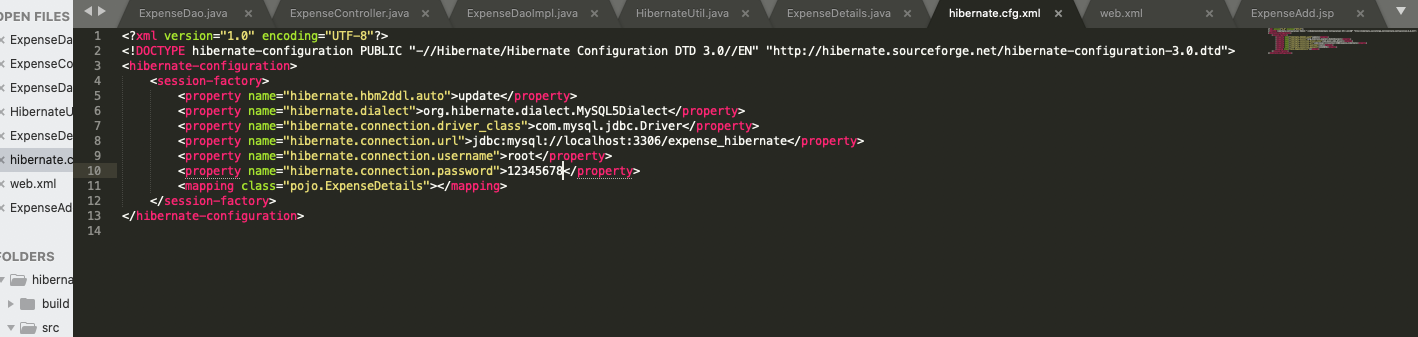 OPEN FILES
ExpenseDao.java ExpenseController.java ExpenseDaoImpl.java HibernateUtil.java ExpenseDetails.java hibernate.cfg.xml web.xml ExpenseAdd.jsp
ExpenseDa
ExpenseCo
ExpenseDa
HibernateU
ExpenseDe
hibernate.c
web.xml
ExpenseAd
FOLDERS
hiberna
build
src
1 <?xml version="1.0" encoding="UTF-8"?>
2 <!DOCTYPE hibernate-configuration PUBLIC "-//Hibernate/Hibernate Configuration DTD 3.0//EN" "http://hibernate.sourceforge.net/hibernate-configuration-3.0.dtd">
3 <hibernate-configuration>
4 <session-factory>
5 <property name="hibernate.hbm2ddl.auto">update</property>
6 <property name="hibernate.dialect">org.hibernate.dialect.MySQL5Dialect</property>
7 <property name="hibernate.connection.driver_class">com.mysql.jdbc.Driver</property>
8 <property name="hibernate.connection.url">jdbc:mysql://localhost:3306/expense_hibernate</property>
9 <property name="hibernate.connection.username">root</property>
10 <property name="hibernate.connection.password">12345678</property>
11 <mapping class="pojo.ExpenseDetails"></mapping>
12 </session-factory>
13 </hibernate-configuration>
14